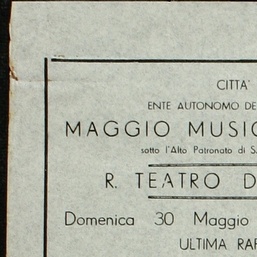 CITTA'
ENTE AUTONOMO DE
MAGGIO MUSIC
sotto l'Alto Patronato di S.
R. TEATRO D
Domenica 30 Maggio
ULTIMA RAP